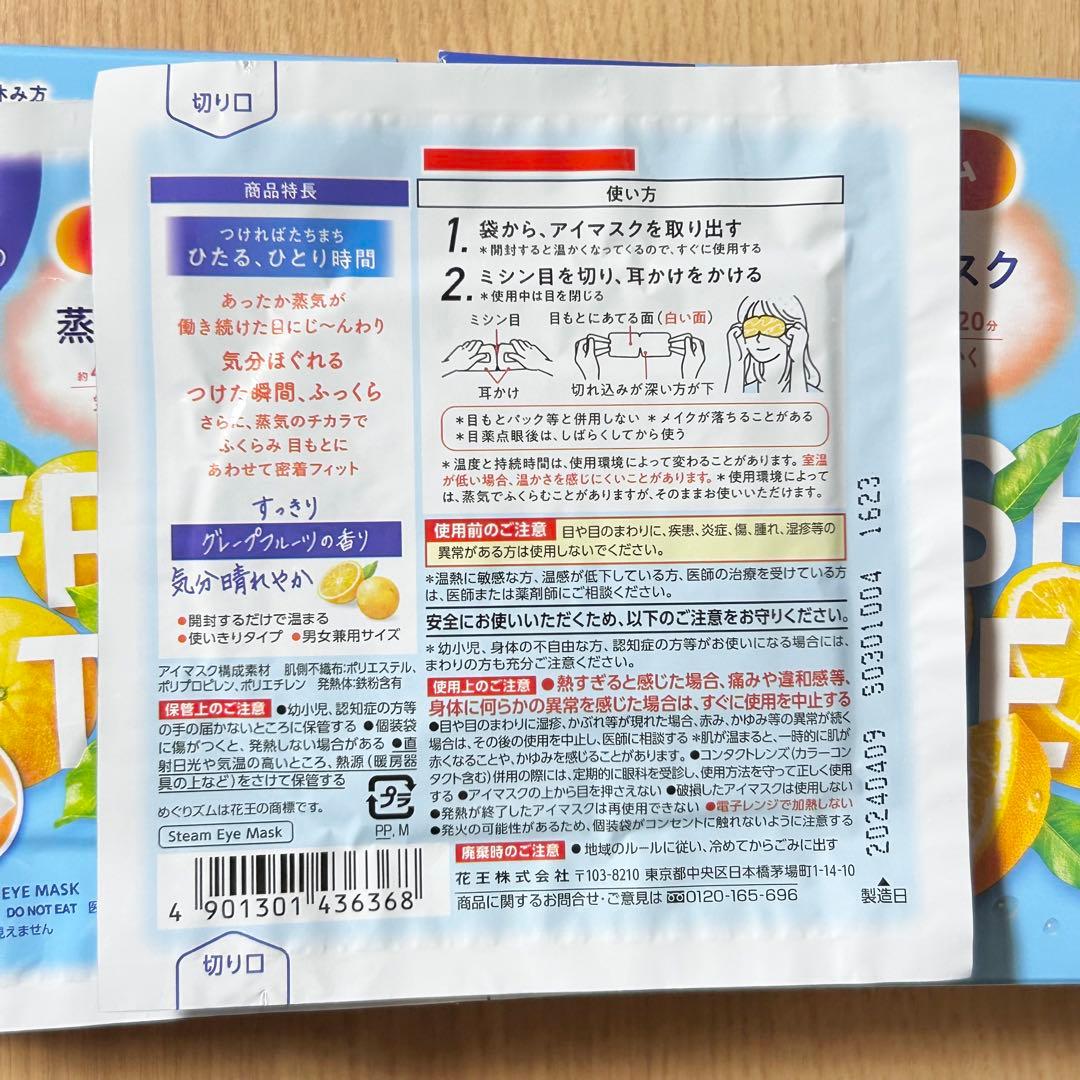 切り口
商品特長
つければたちまち
ひたる、ひとり時間
あったか蒸気が
働き続けた日にじ〜んわり
気分ほぐれる
つけた瞬間、ふっくら
さらに、蒸気のチカラで
ふくらみ 目もとに
あわせて密着フィット
すっきり
グレープフルーツの香り
気分晴れやか
●開封するだけで温まる
●使いきりタイプ ●男女兼用サイズ
アイマスク構成素材 肌側不織布:ポリエステル、
ポリプロピレン、ポリエチレン 発熱体:鉄粉含有
保管上のご注意 ●幼小児、認知症の方等
の手の届かないところに保管する ●個装袋
に傷がつくと、発熱しない場合がある ●直
射日光や気温の高いところ、熱源(暖房器
具の上など)をさけて保管する
めぐりズムは花王の商標です。
Steam Eye Mask
プラ
PP, M
4 901301 436368
使い方
1. 袋から、アイマスクを取り出す
*開封すると温かくなってくるので、すぐに使用する
2. ミシン目を切り、耳かけをかける
*使用中は目を閉じる
ミシン目 目もとにあてる面(白い面)
耳かけ 切れ込みが深い方が下
*目もとパック等と併用しない *メイクが落ちることがある
*目薬点眼後は、しばらくしてから使う
*温度と持続時間は、使用環境によって変わることがあります。室温
が低い場合、温かさを感じにくいことがあります。*使用環境によって
は、蒸気でふくらむことがありますが、そのままお使いいただけます。
使用前のご注意 目や目のまわりに、疾患、炎症、傷、腫れ、湿疹等の
異常がある方は使用しないでください。
*温熱に敏感な方、温感が低下している方、医師の治療を受けている方
は、医師または薬剤師にご相談ください。
安全にお使いいただくため、以下のご注意をお守りください。
*幼小児、身体の不自由な方、認知症の方等がお使いになる場合には、
まわりの方も充分ご注意ください。
使用上のご注意 ●熱すぎると感じた場合、痛みや違和感等、
身体に何らかの異常を感じた場合は、すぐに使用を中止する
●目や目のまわりに湿疹、かぶれ等が現れた場合、赤み、かゆみ等の異常が続く
場合は、その後の使用を中止し、医師に相談する *肌が温まると、一時的に肌が
赤くなることや、かゆみを感じることがあります。 ●コンタクトレンズ(カラーコン
タクト含む)併用の際には、定期的に眼科を受診し、使用方法を守って正しく使用
する ●アイマスクの上から目を押さえない ●破損したアイマスクは使用しない
●発熱が終了したアイマスクは再使用できない ●電子レンジで加熱しない
●発火の可能性があるため、個装袋がコンセントに触れないように注意する
廃棄時のご注意 ●地域のルールに従い、冷めてからごみに出す
花王株式会社 〒103-8210 東京都中央区日本橋茅場町1-14-10
商品に関するお問合せ・ご意見は 0120-165-696
20240409 S0301004 1623
▲製造日
切り口
休み方
の
蒸
約
EYE MASK
DO NOT EAT 医
見えません
スク
20分
く